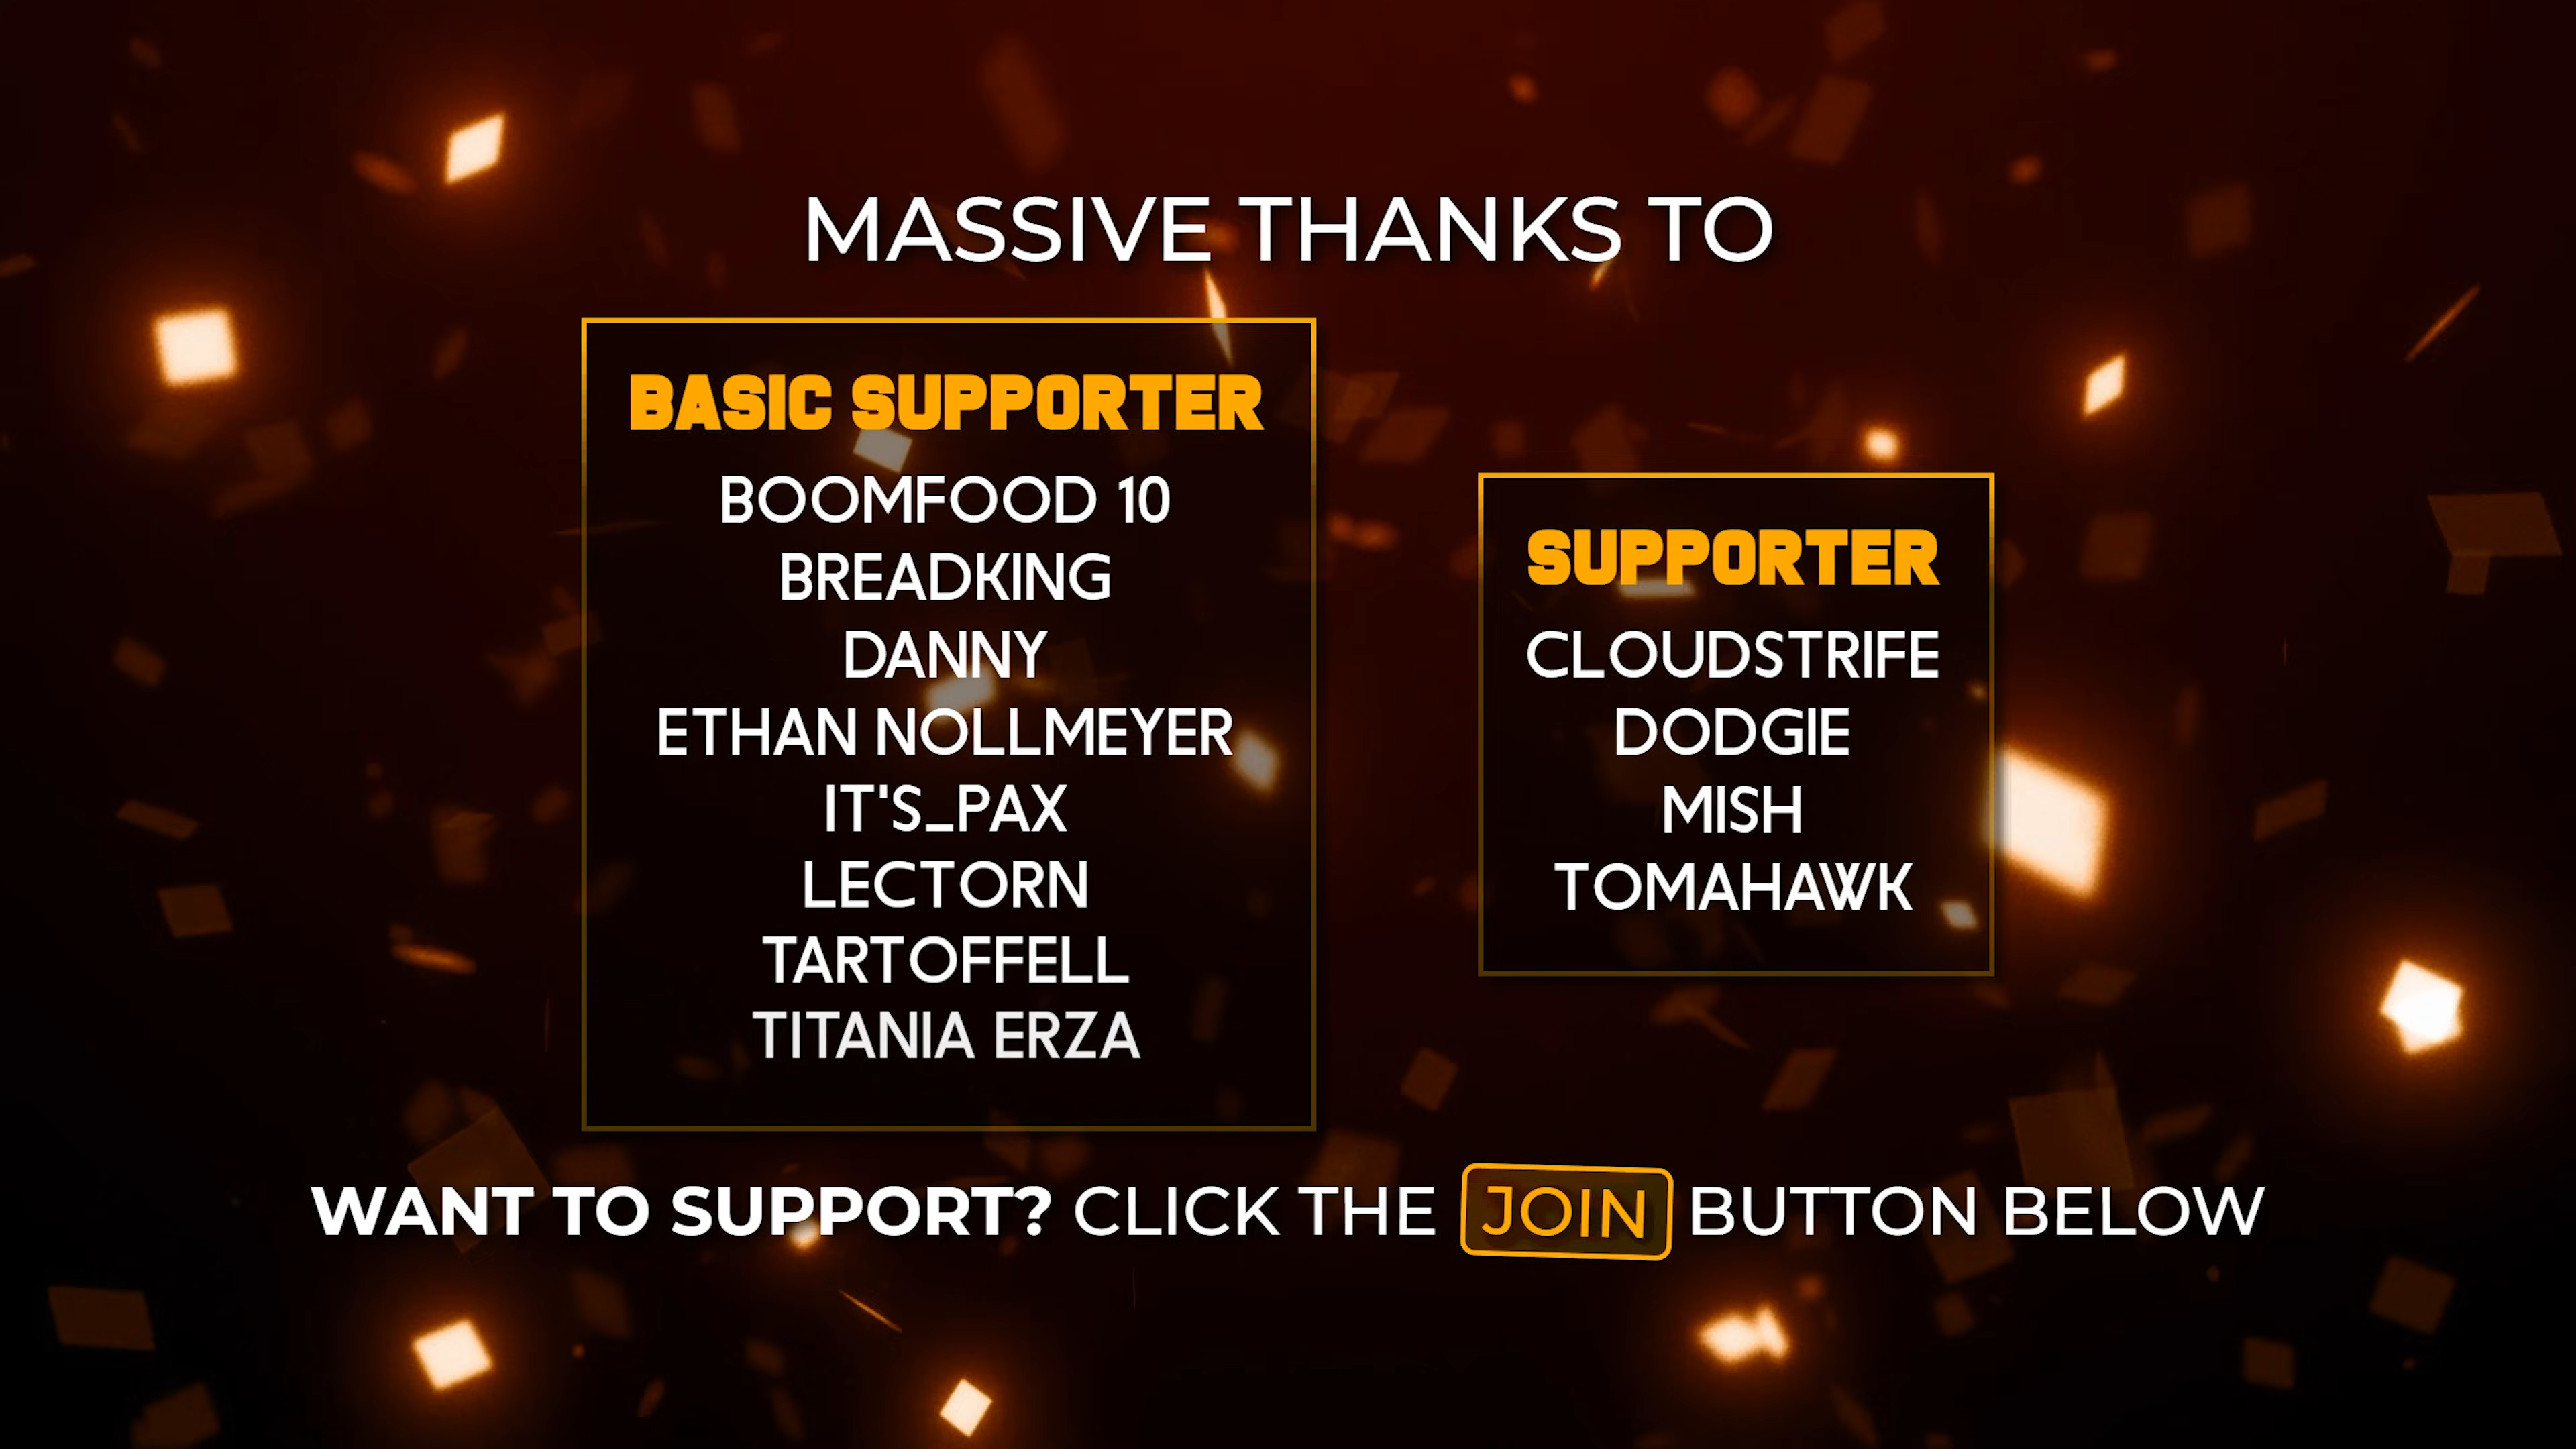 MASSIVE THANKS TO
BASIC SUPPORTER
BOOMFOOD 10
BREADKING
DANNY
ETHAN NOLLMEYER
IT'S_PAX
LECTORN
TARTOFFELL
TITANIA ERZA
SUPPORTER
CLOUDSTRIFE
DODGIE
MISH
TOMAHAWK
WANT TO SUPPORT? CLICK THE JOIN BUTTON BELOW